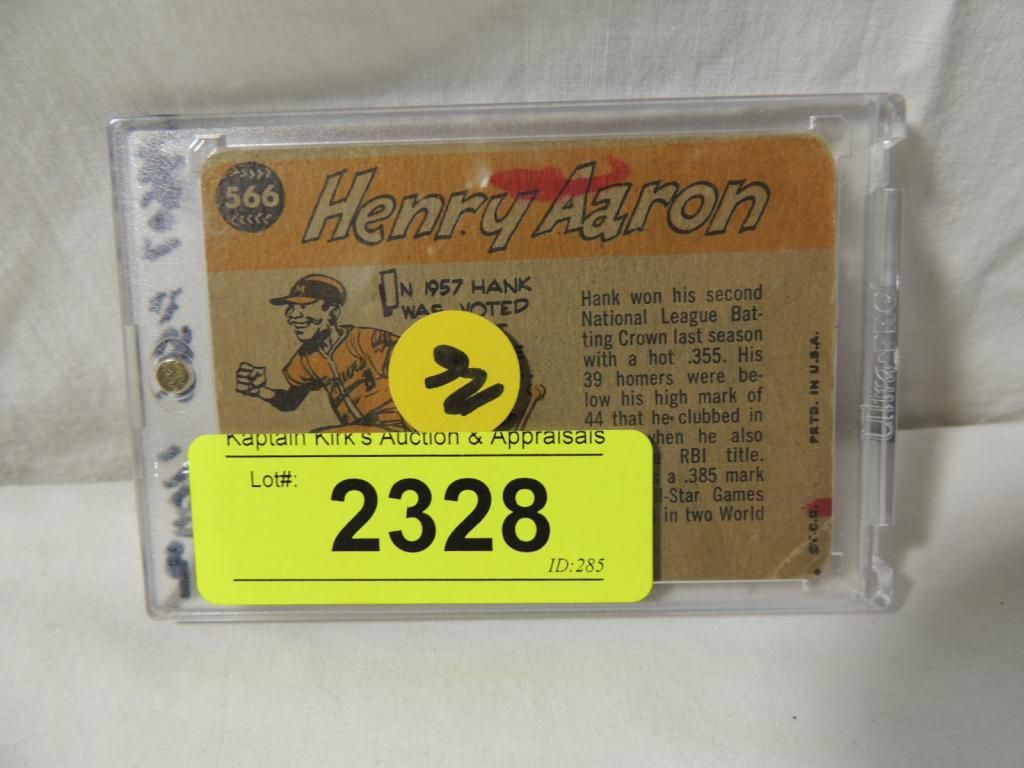 566
Henry Aaron
IN 1957 HANK
WAS VOTED
M
Braves
Hank won his second
National League Bat-
ting Crown last season
with a hot .355. His
39 homers were be-
low his high mark of
44 that he clubbed in
when he also
RBI title.
a .385 mark
-Star Games
in two World
PRTD. IN U.S.A.
©T.C.G.
Ultra PRO
Kaptain Kirk's Auction & Appraisals
Lot#:
2328
ID:285